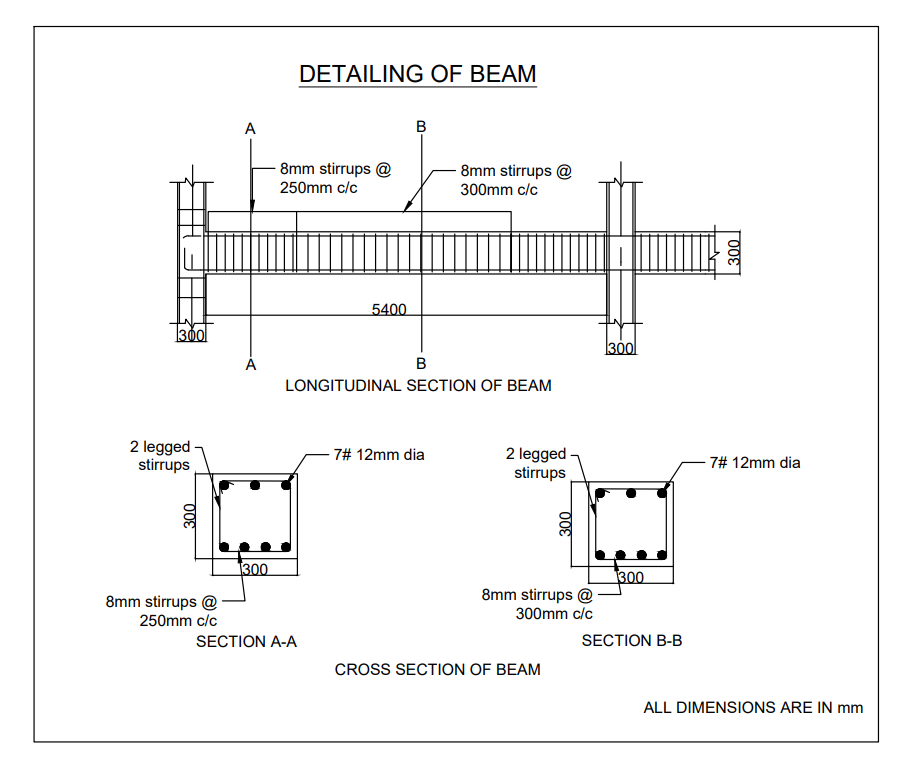 DETAILING OF BEAM
A
B
8mm stirrups @
250mm c/c
8mm stirrups @
300mm c/c
300
5400
300
300
A
B
LONGITUDINAL SECTION OF BEAM
2 legged
stirrups
7# 12mm dia
300
300
8mm stirrups @
250mm c/c
SECTION A-A
2 legged
stirrups
7# 12mm dia
300
300
8mm stirrups @
300mm c/c
SECTION B-B
CROSS SECTION OF BEAM
ALL DIMENSIONS ARE IN mm